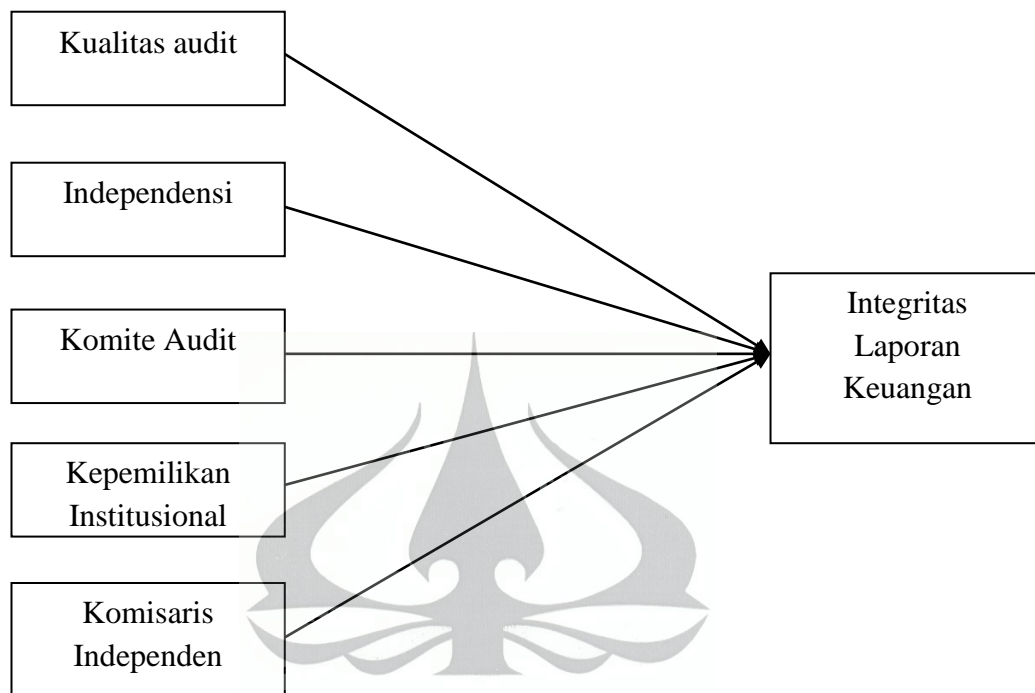 Kualitas audit
Independensi
Komite Audit
Kepemilikan
Institusional
Komisaris
Independen
Integritas
Laporan
Keuangan